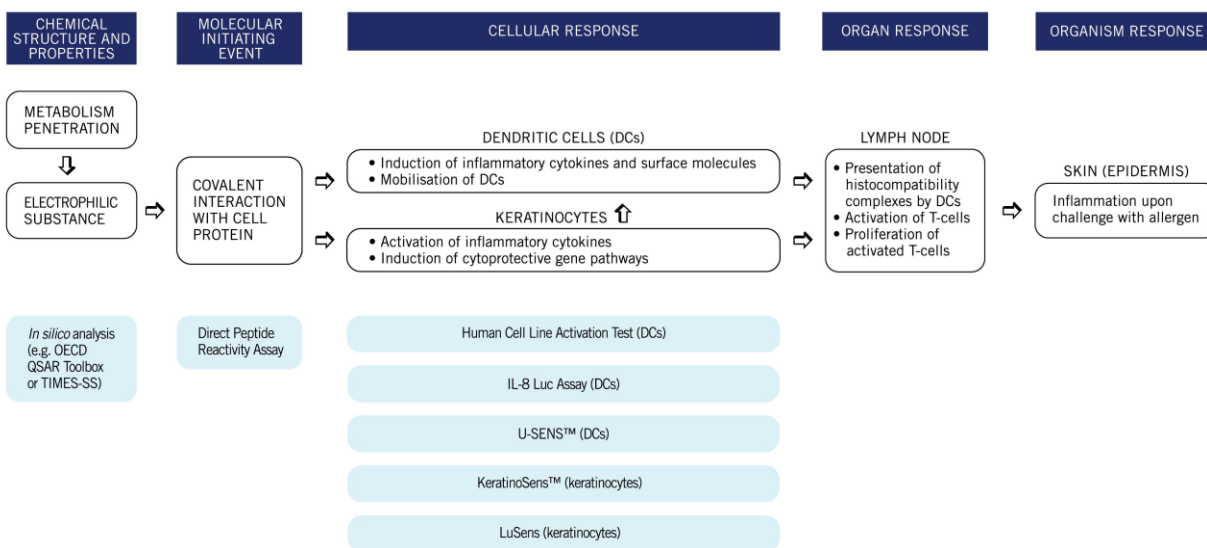 CHEMICAL
STRUCTURE AND
PROPERTIES
MOLECULAR
INITIATING
EVENT
CELLULAR RESPONSE
ORGAN RESPONSE
ORGANISM RESPONSE
METABOLISM
PENETRATION
ELECTROPHILIC
SUBSTANCE
COVALENT
INTERACTION
WITH CELL
PROTEIN
DENDRITIC CELLS (DCs)
• Induction of inflammatory cytokines and surface molecules
• Mobilisation of DCs
KERATINOCYTES
• Activation of inflammatory cytokines
• Induction of cytoprotective gene pathways
LYMPH NODE
• Presentation of
histocompatibility
complexes by DCs
• Activation of T-cells
• Proliferation of
activated T-cells
SKIN (EPIDERMIS)
Inflammation upon
challenge with allergen
In silico analysis
(e.g. OECD
QSAR Toolbox
or TIMES-SS)
Direct Peptide
Reactivity Assay
Human Cell Line Activation Test (DCs)
IL-8 Luc Assay (DCs)
U-SENS™ (DCs)
KeratinoSens™ (keratinocytes)
LuSens (keratinocytes)